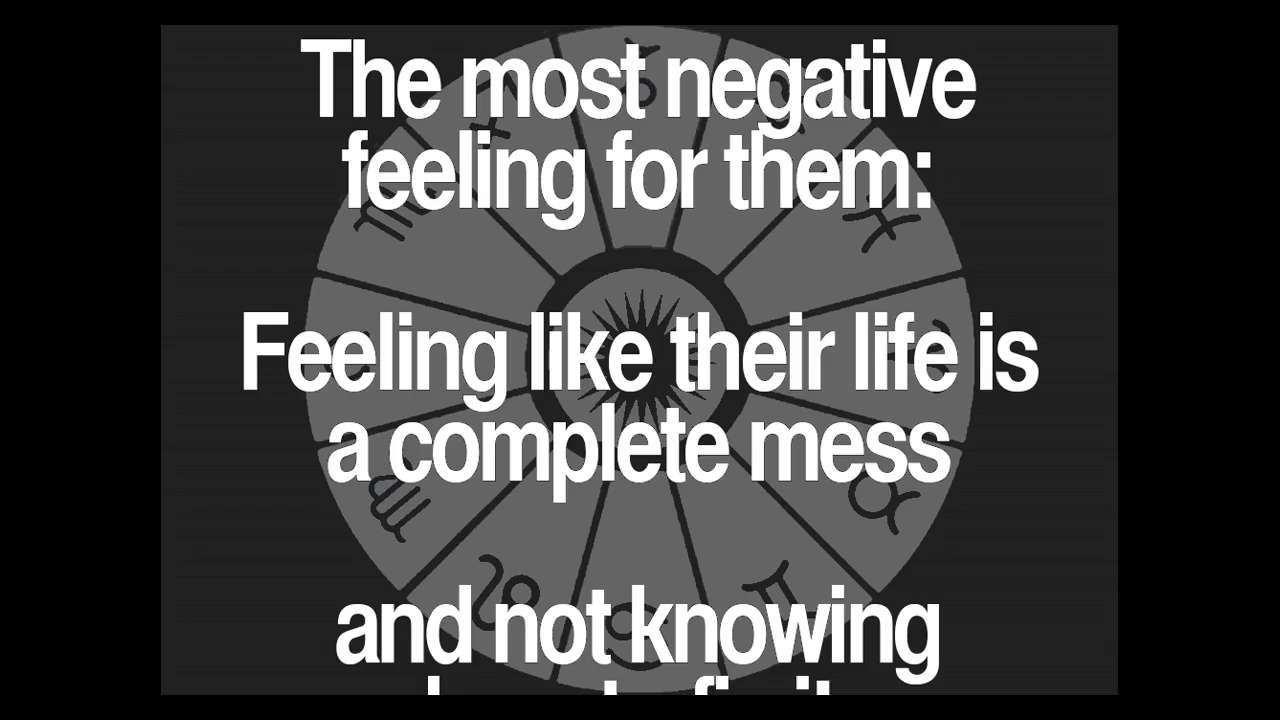 The most negative
feeling for them:
Feeling like their life is
a complete mess
and not knowing